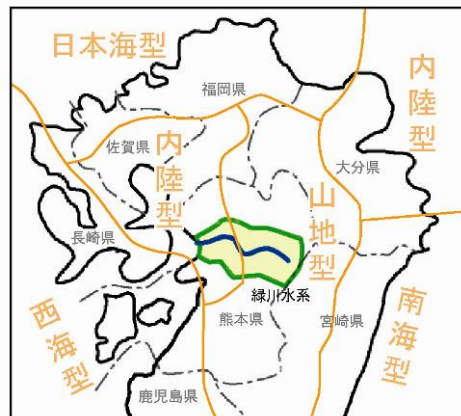 日本海型
内陸型
福岡県
佐賀県
内陸型
大分県
山地型
長崎県
緑川水系
西海型
熊本県
宮崎県
南海型
鹿児島県